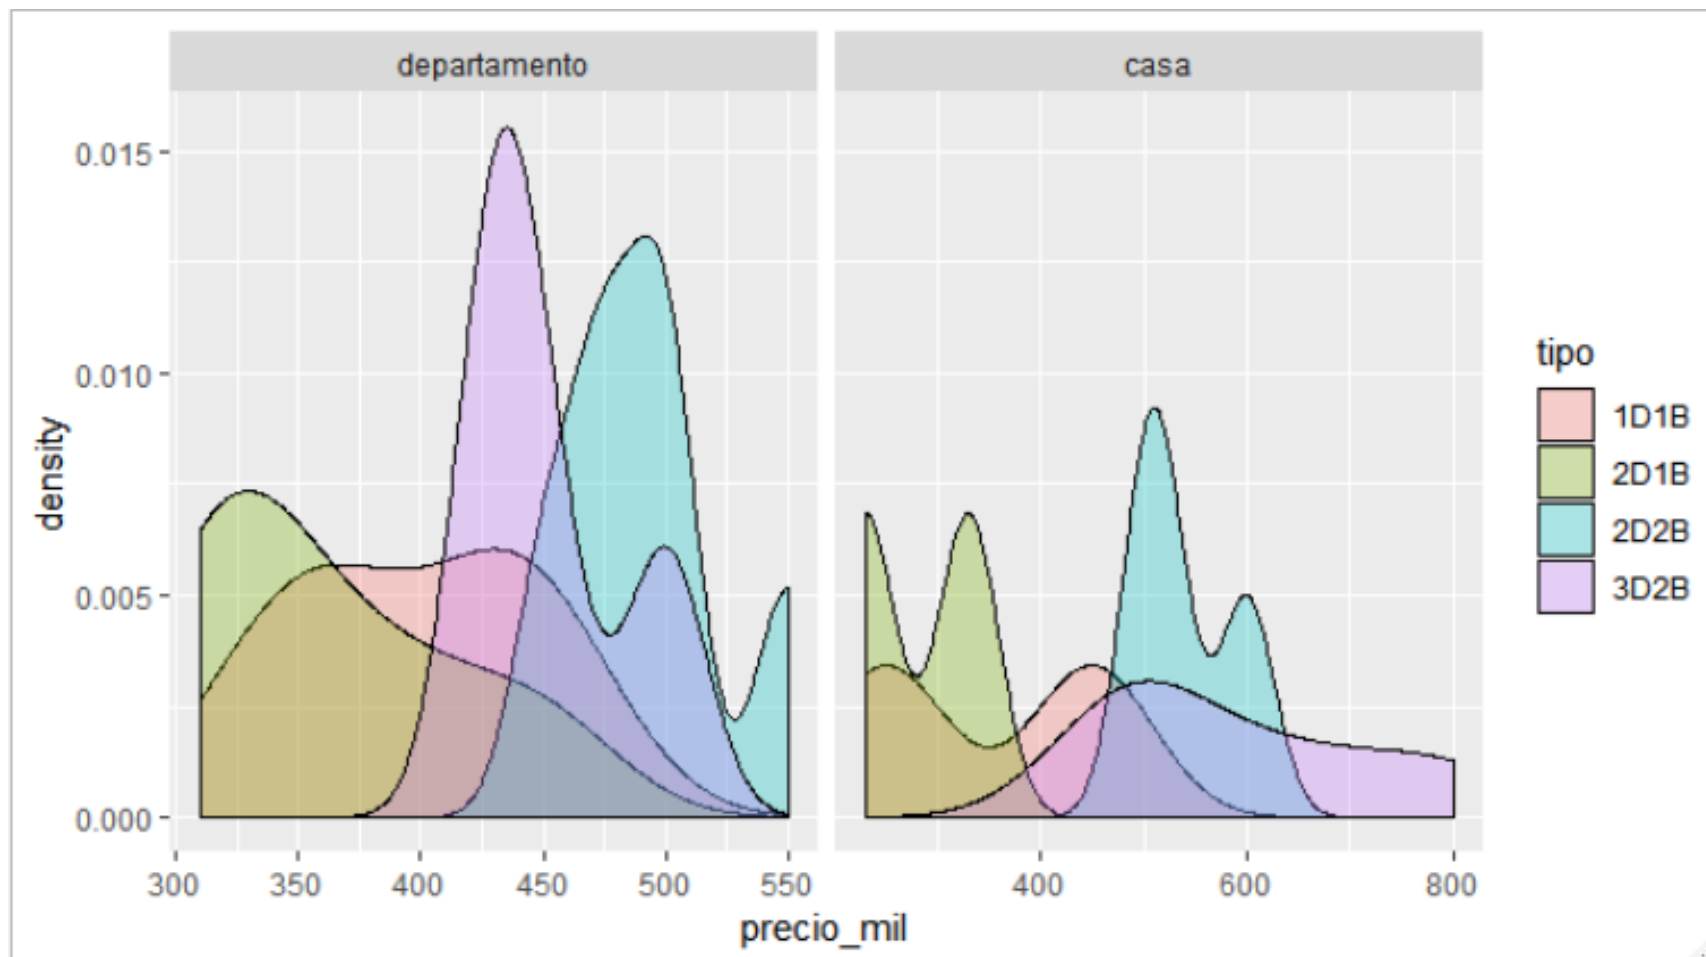 departamento
casa
0.015
0.010
0.005
0.000
density
300 350 400 450 500 550
400 600 800
precio_mil
tipo
1D1B
2D1B
2D2B
3D2B